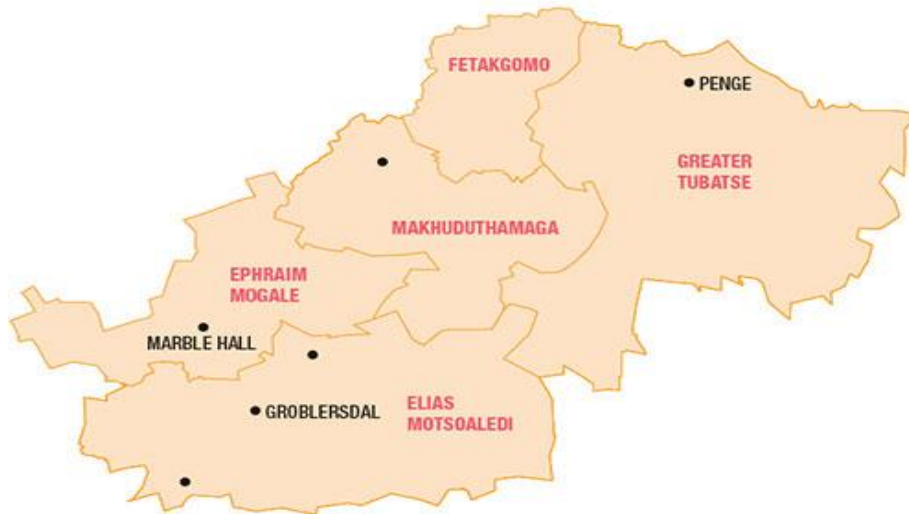 FETAKGOMO
PENGE
GREATER
TUBATSE
MAKHUDUTHAMAGA
EPHRAIM
MOGALE
MARBLE HALL
GROBLERSDAL
ELIAS
MOTSOALEDI